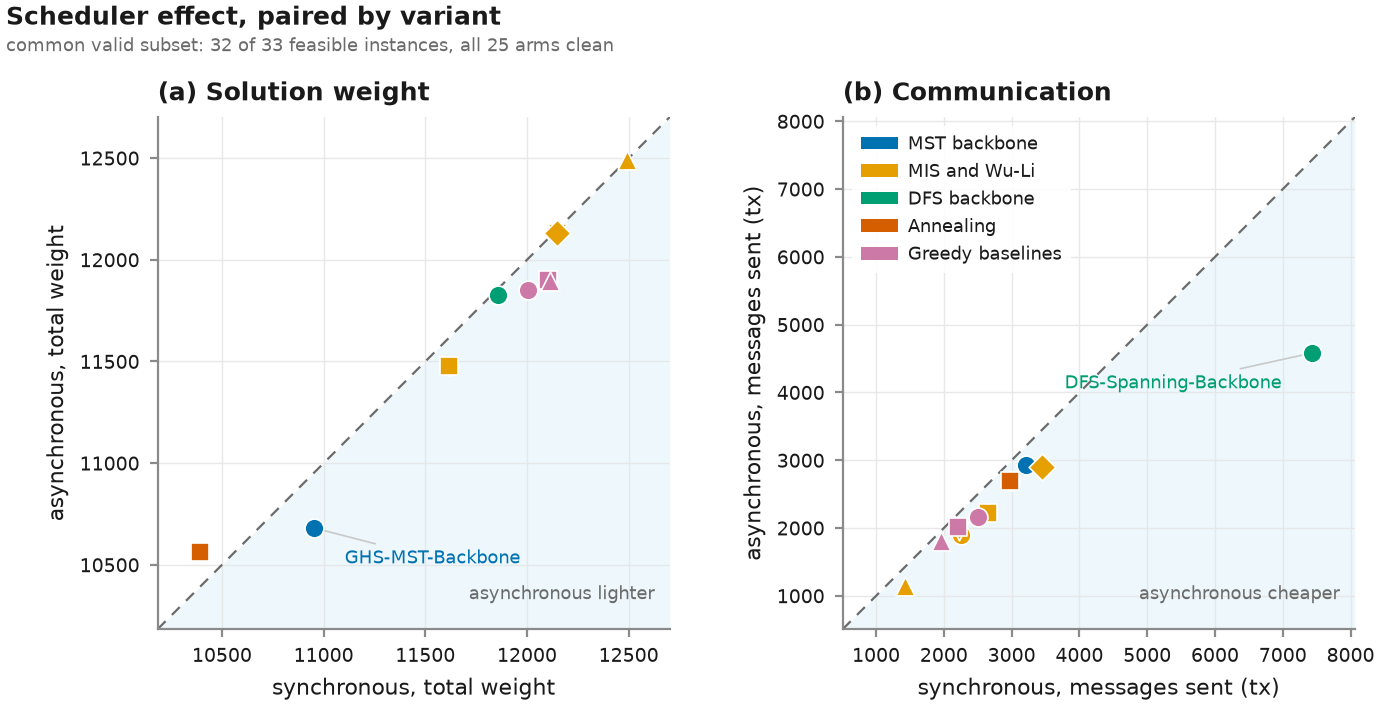 Scheduler effect, paired by variant
common valid subset: 32 of 33 feasible instances, all 25 arms clean
(a) Solution weight
asynchronous, total weight
12500
12000
11500
11000
10500
GHS-MST-Backbone
asynchronous lighter
10500 11000 11500 12000 12500
synchronous, total weight
(b) Communication
asynchronous, messages sent (tx)
8000
7000
6000
5000
4000
3000
2000
1000
MST backbone
MIS and Wu-Li
DFS backbone
Annealing
Greedy baselines
DFS-Spanning-Backbone
asynchronous cheaper
1000 2000 3000 4000 5000 6000 7000 8000
synchronous, messages sent (tx)